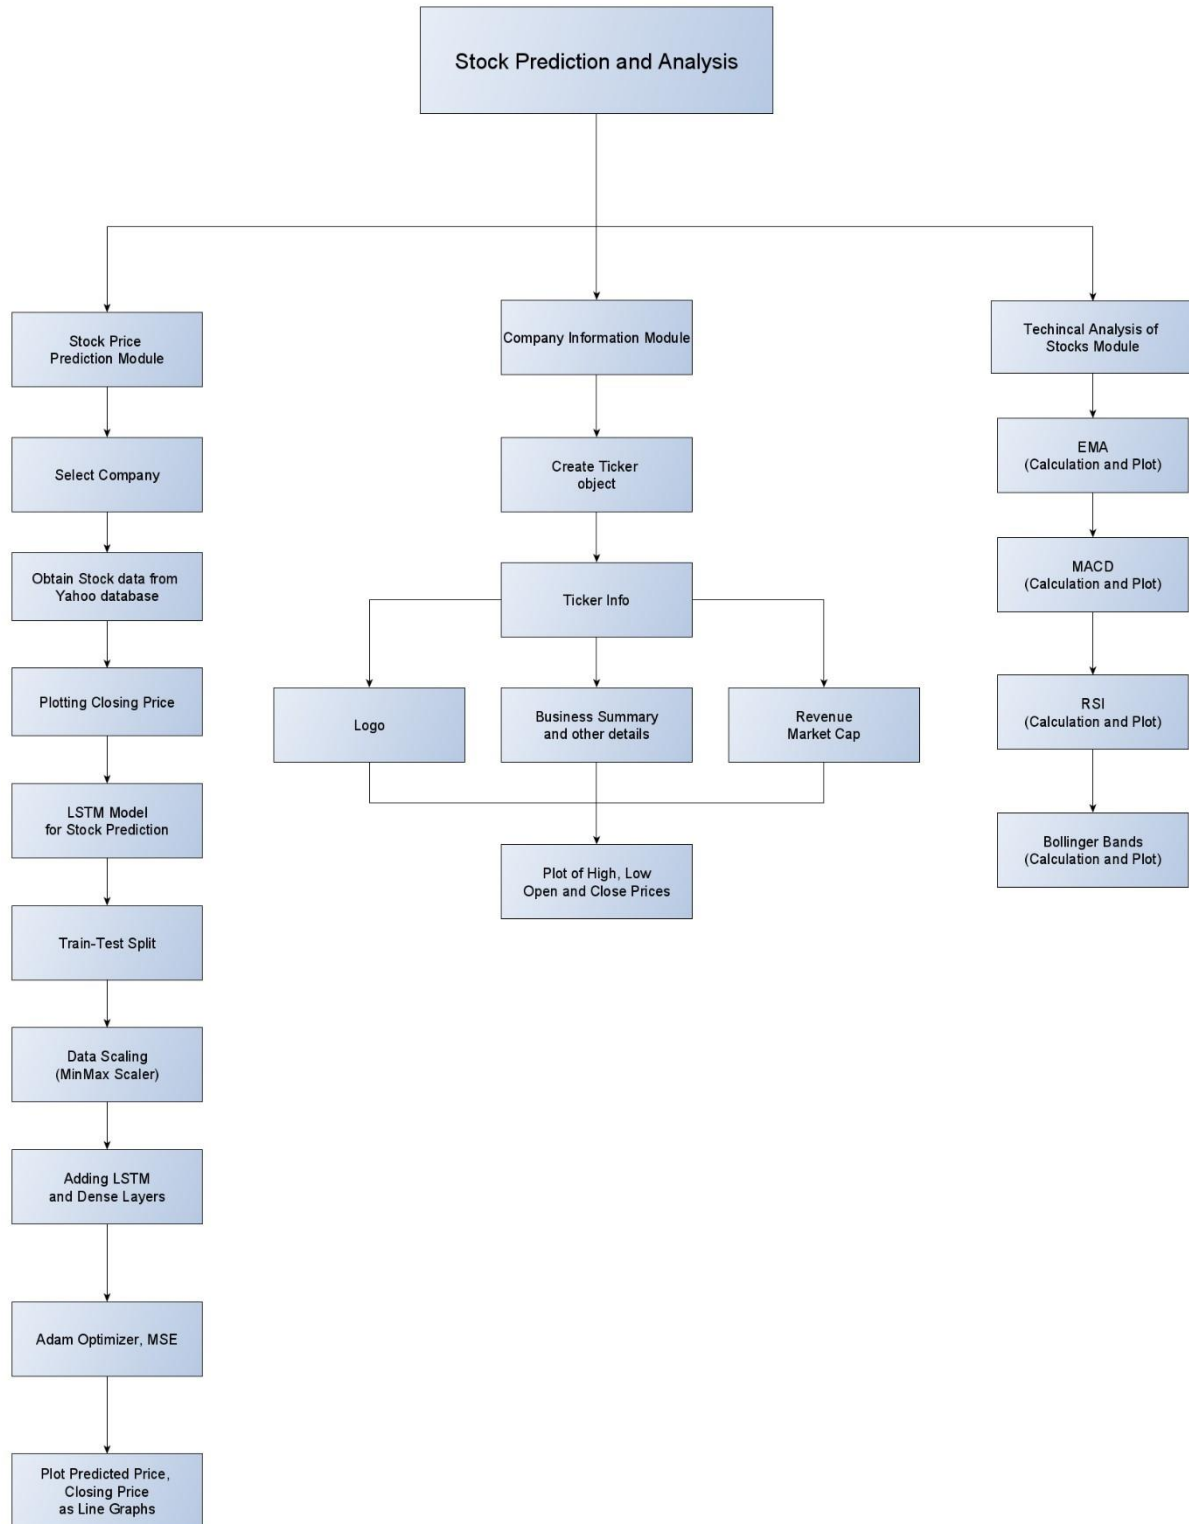 Stock Prediction and Analysis
Stock Price
Prediction Module
Select Company
Obtain Stock data from
Yahoo database
Plotting Closing Price
LSTM Model
for Stock Prediction
Train-Test Split
Data Scaling
(MinMax Scaler)
Adding LSTM
and Dense Layers
Adam Optimizer, MSE
Plot Predicted Price,
Closing Price
as Line Graphs
Company Information Module
Create Ticker
object
Ticker Info
Logo
Business Summary
and other details
Revenue
Market Cap
Plot of High, Low
Open and Close Prices
Techincal Analysis of
Stocks Module
EMA
(Calculation and Plot)
MACD
(Calculation and Plot)
RSI
(Calculation and Plot)
Bollinger Bands
(Calculation and Plot)